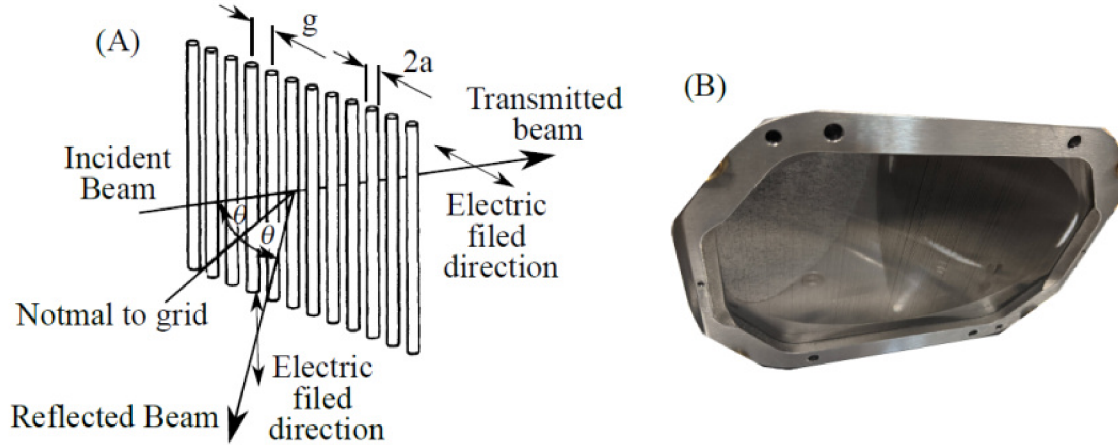 (A)
g
2a
Transmitted
beam
Incident
Beam
θ
θ
Electric
filed
direction
Notmal to grid
Electric
filed
direction
Reflected Beam
(B)